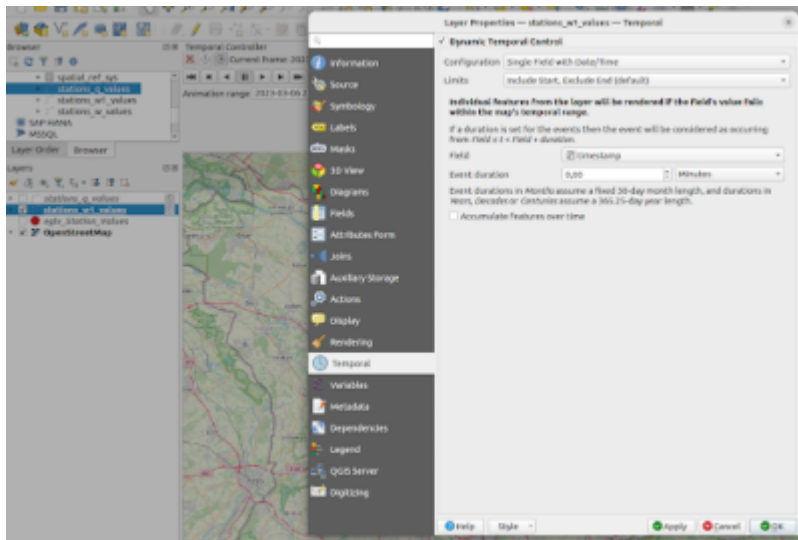 Layer Properties — stations_wt_values — Temporal
Browser
Temporal Controller
Current Frame: 2023
Animation range 2023-03-06 2
spatial_ref_sys
stations_q_values
stations_wt_values
stations_w_values
SAP HANA
MSSQL
Layer Order Browser
Layers
stations_q_values
stations_wt_values
OpenStreetMap
Information
Source
Symbology
Labels
Masks
3D View
Diagrams
Fields
Attributes Form
Joins
Auxiliary Storage
Actions
Display
Rendering
Temporal
Variables
Metadata
Dependencies
Legend
QGIS Server
Digitizing
Dynamic Temporal Control
Configuration Single Field with Date/Time
Limits Include Start, Exclude End (default)
Individual features from the layer will be rendered if the field's value falls
within the map's temporal range.
If a duration is set for the events then the event will be considered as occurring
from Field ≤ t < Field + duration.
Field timestamp
Event duration 0,00 Minutes
Event durations in Months assume a fixed 30-day month length, and durations in
Years, Decades or Centuries assume a 365.25-day year length.
Accumulate features over time
Help Style Apply Cancel OK